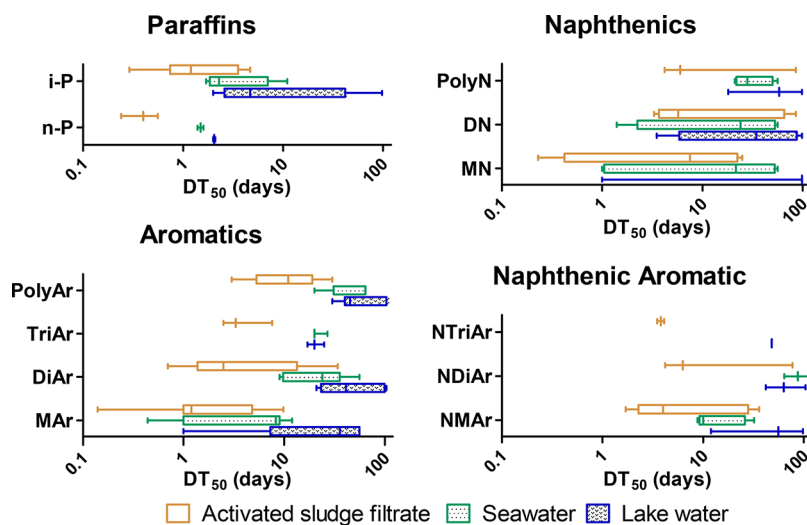 Paraffins
i-P
n-P
0.1 1 10 100
DT50 (days)
Naphthenics
PolyN
DN
MN
0.1 1 10 100
DT50 (days)
Aromatics
PolyAr
TriAr
DiAr
MAr
0.1 1 10 100
DT50 (days)
Naphthenic Aromatic
NTriAr
NDiAr
NMAr
0.1 1 10 100
DT50 (days)
Activated sludge filtrate Seawater Lake water